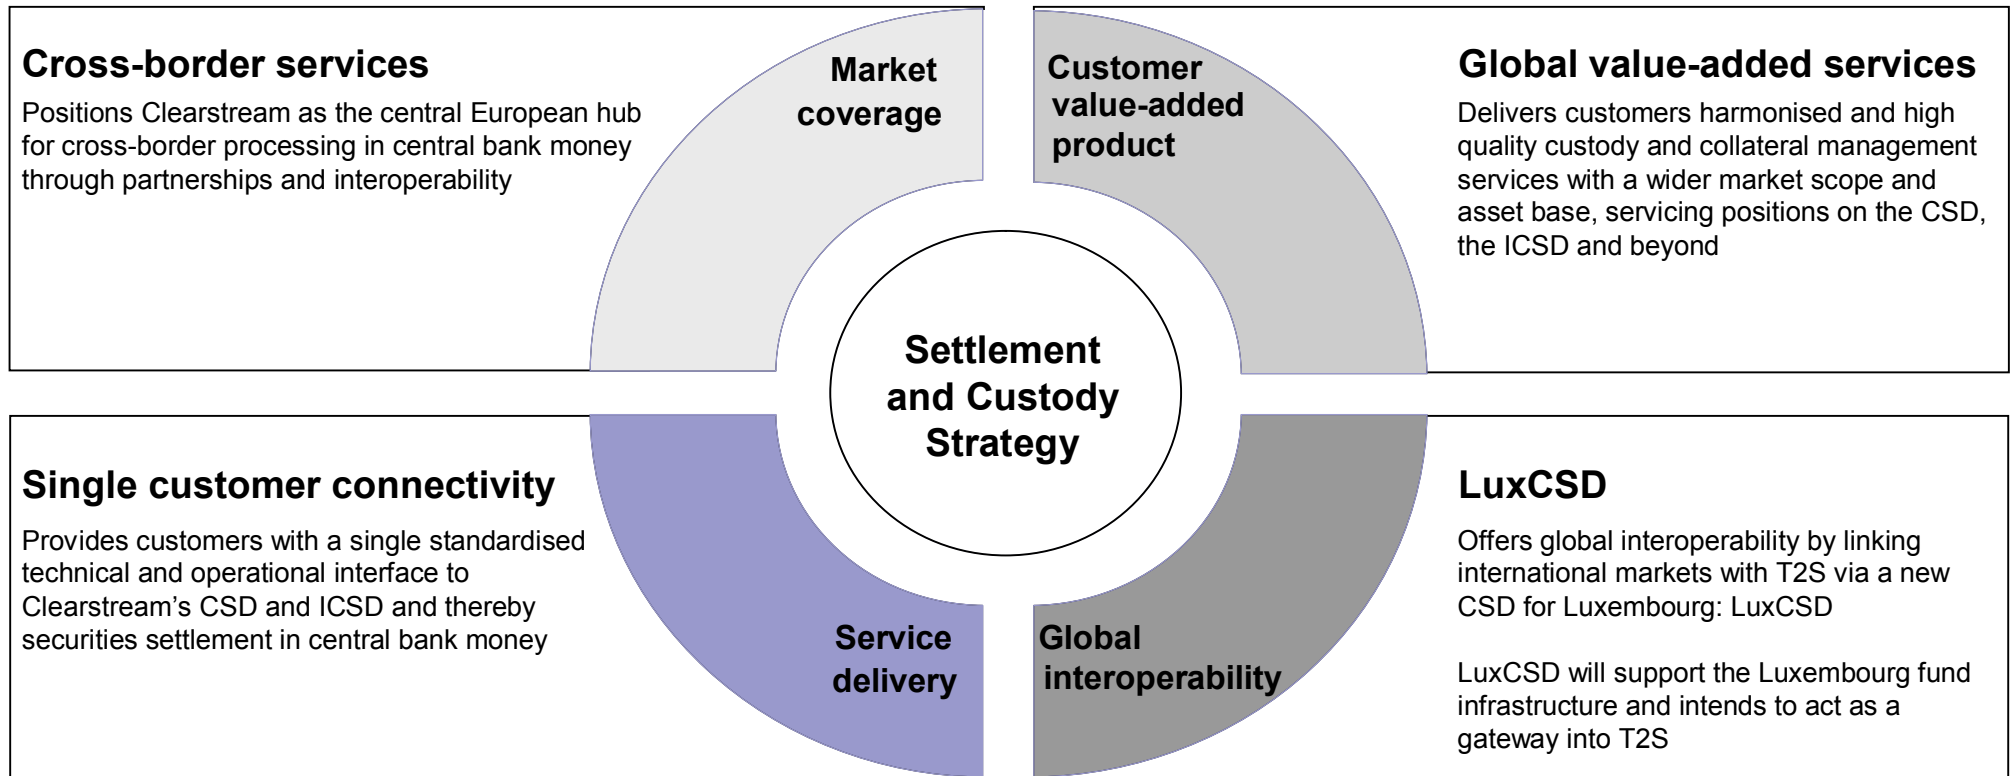 Cross-border services
Positions Clearstream as the central European hub
for cross-border processing in central bank money
through partnerships and interoperability
Market
coverage
Customer
value-added
product
Global value-added services
Delivers customers harmonised and high
quality custody and collateral management
services with a wider market scope and
asset base, servicing positions on the CSD,
the ICSD and beyond
Settlement
and Custody
Strategy
Single customer connectivity
Provides customers with a single standardised
technical and operational interface to
Clearstream’s CSD and ICSD and thereby
securities settlement in central bank money
Service
delivery
Global
interoperability
LuxCSD
Offers global interoperability by linking
international markets with T2S via a new
CSD for Luxembourg: LuxCSD
LuxCSD will support the Luxembourg fund
infrastructure and intends to act as a
gateway into T2S